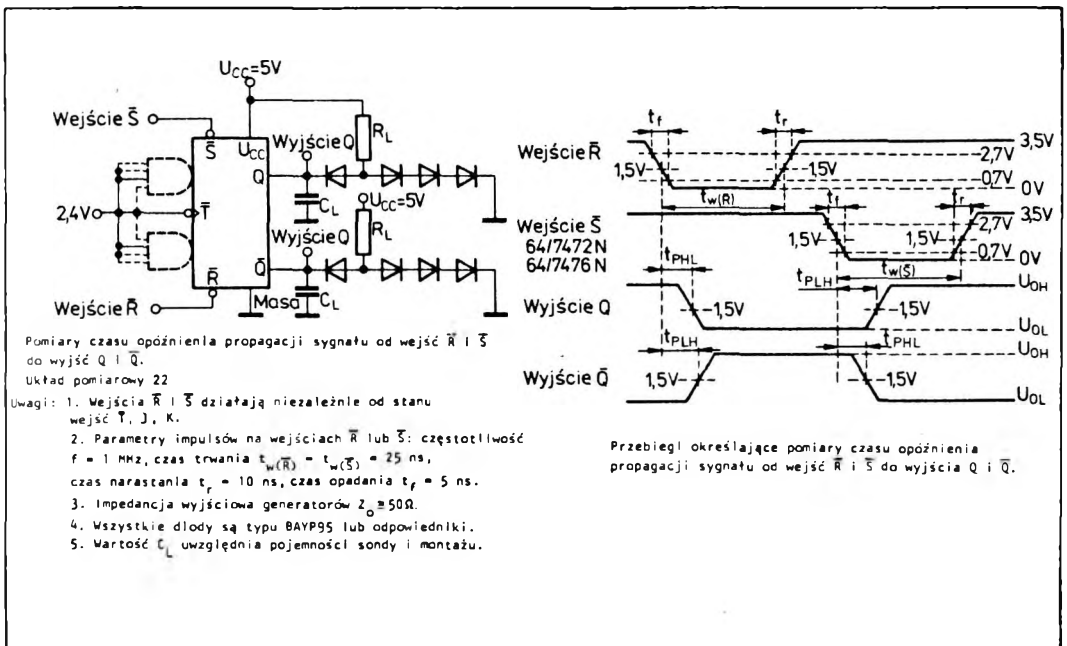 U_CC=5V
Wejście S̅
S̅ U_CC
Wyjście Q
R_L
Q
C_L
U_CC=5V
2,4V
T̅
Wyjście Q
R_L
R̅
Q̅
Masa
C_L
Wejście R̅
Pomiary czasu opóźnienia propagacji sygnału od wejść R̅ i S̅
do wyjść Q i Q̅.
Układ pomiarowy 22
Uwagi: 1. Wejścia R̅ i S̅ działają niezależnie od stanu
wejść T̅, J, K.
2. Parametry impulsów na wejściach R̅ lub S̅: częstotliwość
f = 1 MHz, czas trwania t_w(R̅) = t_w(S̅) = 25 ns,
czas narastania t_r = 10 ns, czas opadania t_f = 5 ns.
3. Impedancja wyjściowa generatorów Z_o ≅ 50Ω.
4. Wszystkie diody są typu BAYP95 lub odpowiedniki.
5. Wartość C_L uwzględnia pojemności sondy i montażu.
t_f t_r
Wejście R̅
3,5V
2,7V
1,5V 1,5V
0,7V
0V
t_w(R)
t_f t_r
3,5V
Wejście S̅
64/7472N
64/7476N
2,7V
1,5V 1,5V
0,7V
0V
t_w(S̅)
t_PHL
t_PLH
U_OH
Wyjście Q
1,5V 1,5V
U_OL
t_PLH
t_PHL
U_OH
Wyjście Q̅
1,5V 1,5V
U_OL
Przebiegi określające pomiary czasu opóźnienia
propagacji sygnału od wejść R̅ i S̅ do wyjścia Q i Q̅.